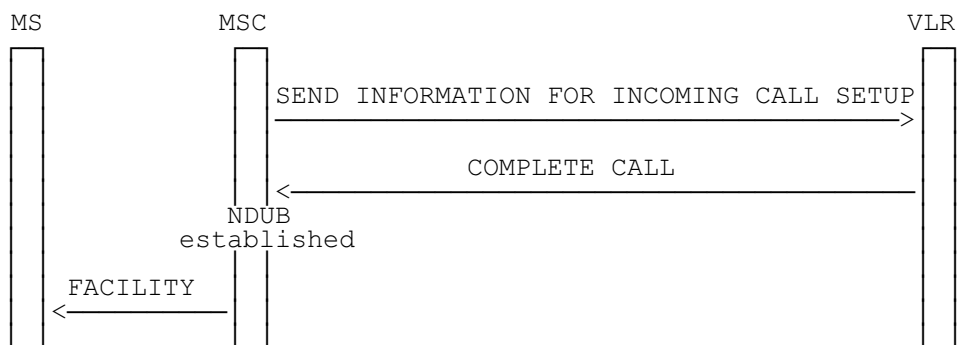 MS MSC VLR
SEND INFORMATION FOR INCOMING CALL SETUP
COMPLETE CALL
NDUB
established
FACILITY